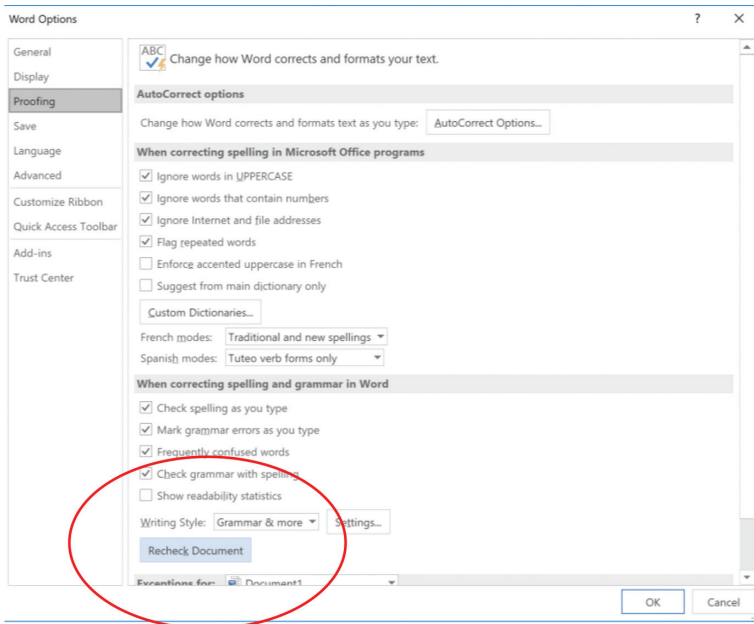 Word Options
? X
General
Display
Proofing
Save
Language
Advanced
Customize Ribbon
Quick Access Toolbar
Add-ins
Trust Center
ABC
Change how Word corrects and formats your text.
AutoCorrect options
Change how Word corrects and formats text as you type: AutoCorrect Options...
When correcting spelling in Microsoft Office programs
Ignore words in UPPERCASE
Ignore words that contain numbers
Ignore Internet and file addresses
Flag repeated words
Enforce accented uppercase in French
Suggest from main dictionary only
Custom Dictionaries...
French modes: Traditional and new spellings
Spanish modes: Tuteo verb forms only
When correcting spelling and grammar in Word
Check spelling as you type
Mark grammar errors as you type
Frequently confused words
Check grammar with spelling
Show readability statistics
Writing Style: Grammar & more Settings...
Recheck Document
Exceptions for: Document1
OK Cancel